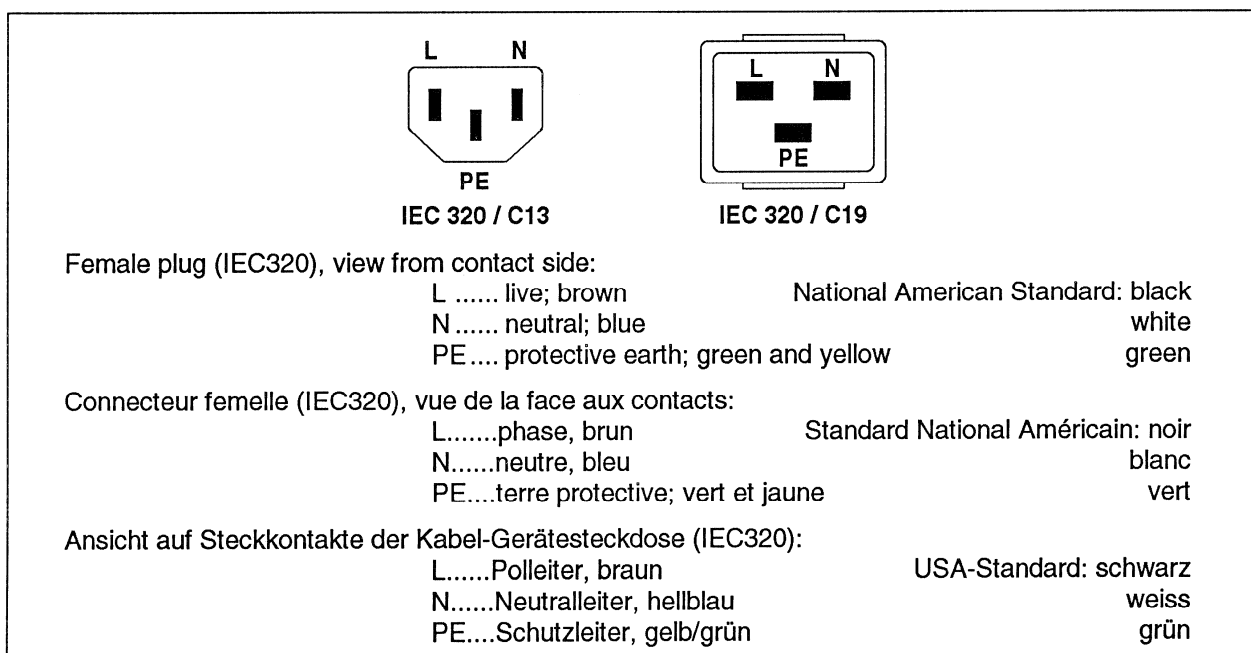 L N
PE
IEC 320 / C13
L N
PE
IEC 320 / C19
Female plug (IEC320), view from contact side:
L ...... live; brown National American Standard: black
N ...... neutral; blue white
PE .... protective earth; green and yellow green
Connecteur femelle (IEC320), vue de la face aux contacts:
L.......phase, brun Standard National Américain: noir
N......neutre, bleu blanc
PE....terre protective; vert et jaune vert
Ansicht auf Steckkontakte der Kabel-Gerätesteckdose (IEC320):
L......Polleiter, braun USA-Standard: schwarz
N......Neutralleiter, hellblau weiss
PE....Schutzleiter, gelb/grün grün